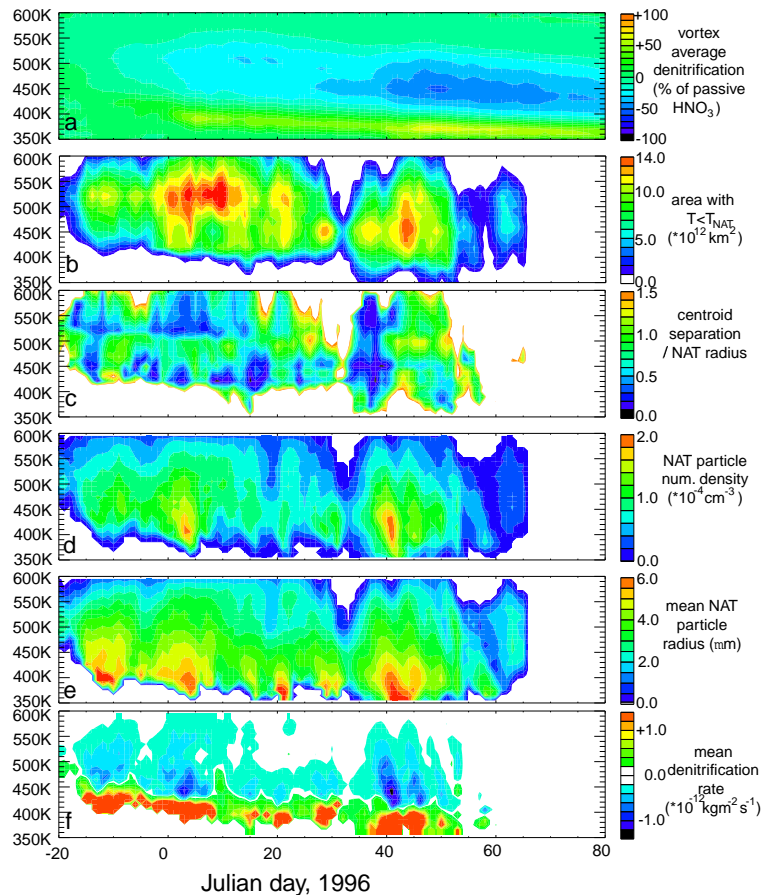 600K
550K
500K
450K
400K
350K
a
+100
+50
0
-50
-100
vortex
average
denitrification
(% of passive
HNO3)
600K
550K
500K
450K
400K
350K
b
14.0
10.0
5.0
0.0
area with
T<TNAT
(*10^12 km^2)
600K
550K
500K
450K
400K
350K
c
1.5
1.0
0.5
0.0
centroid
separation
/ NAT radius
600K
550K
500K
450K
400K
350K
d
2.0
1.0
0.0
NAT particle
num. density
(*10^-4 cm^-3)
600K
550K
500K
450K
400K
350K
e
6.0
4.0
2.0
0.0
mean NAT
particle
radius (mm)
600K
550K
500K
450K
400K
350K
f
+1.0
0.0
0.0
-1.0
mean
denitrification
rate
(*10^-12 kgm^-2 s^-1)
-20 0 20 40 60 80
Julian day, 1996